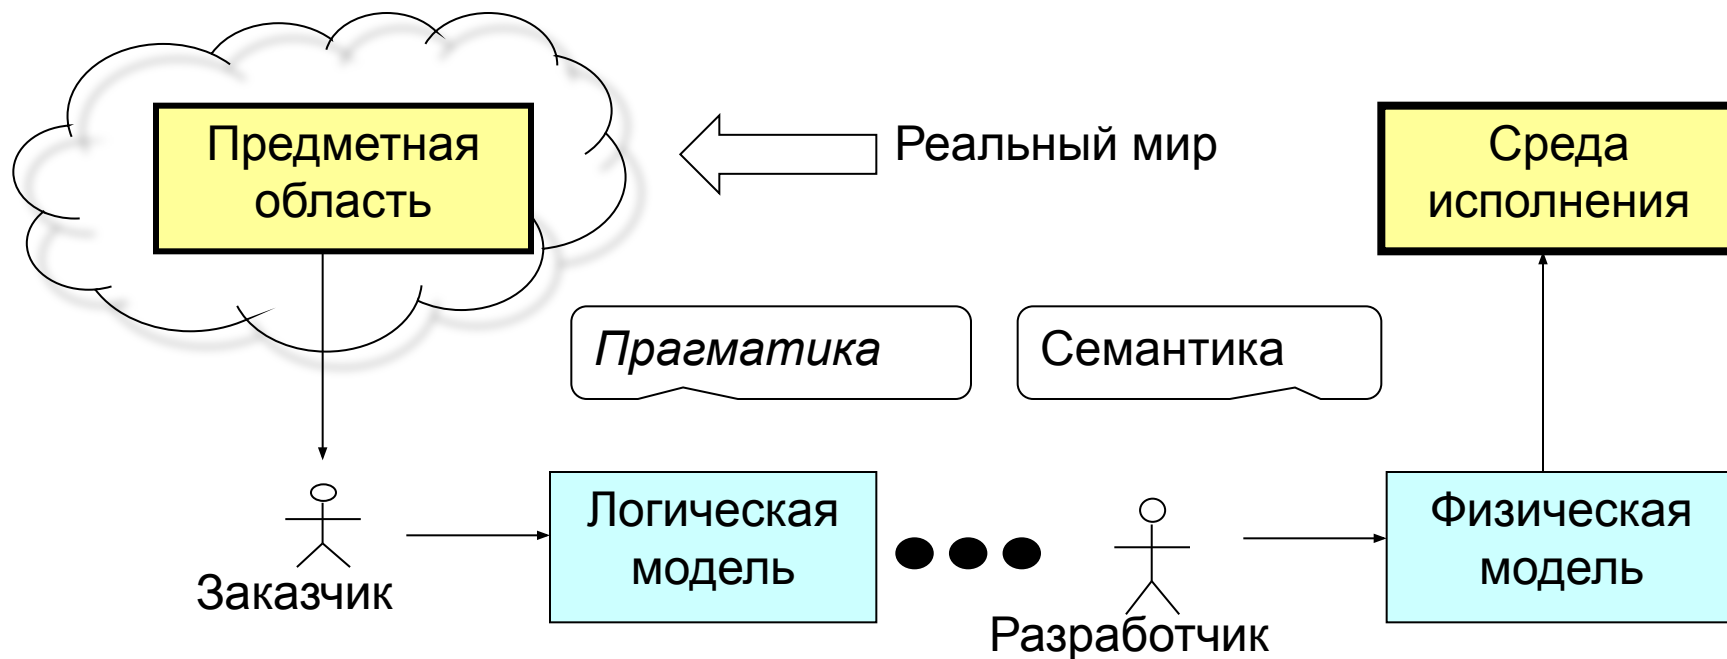 Предметная
область
Реальный мир
Среда
исполнения
Прагматика
Семантика
Заказчик
Логическая
модель
Разработчик
Физическая
модель